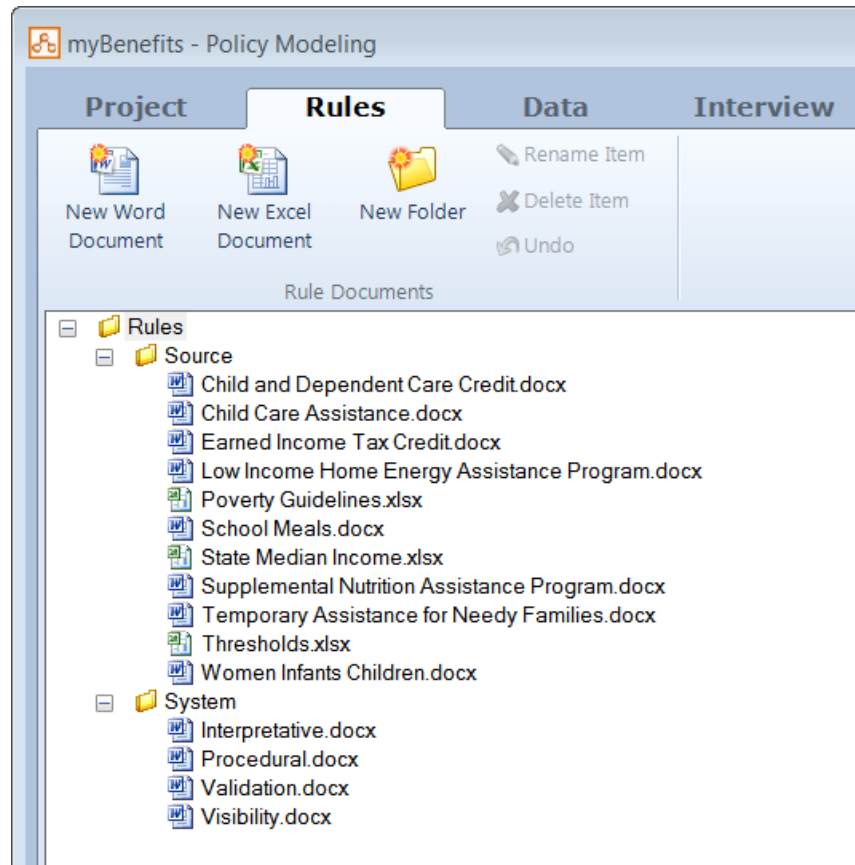 myBenefits - Policy Modeling
Project Rules Data Interview
New Word Document
New Excel Document
New Folder
Rename Item
Delete Item
Undo
Rule Documents
Rules
Source
Child and Dependent Care Credit.docx
Child Care Assistance.docx
Earned Income Tax Credit.docx
Low Income Home Energy Assistance Program.docx
Poverty Guidelines.xlsx
School Meals.docx
State Median Income.xlsx
Supplemental Nutrition Assistance Program.docx
Temporary Assistance for Needy Families.docx
Thresholds.xlsx
Women Infants Children.docx
System
Interpretative.docx
Procedural.docx
Validation.docx
Visibility.docx